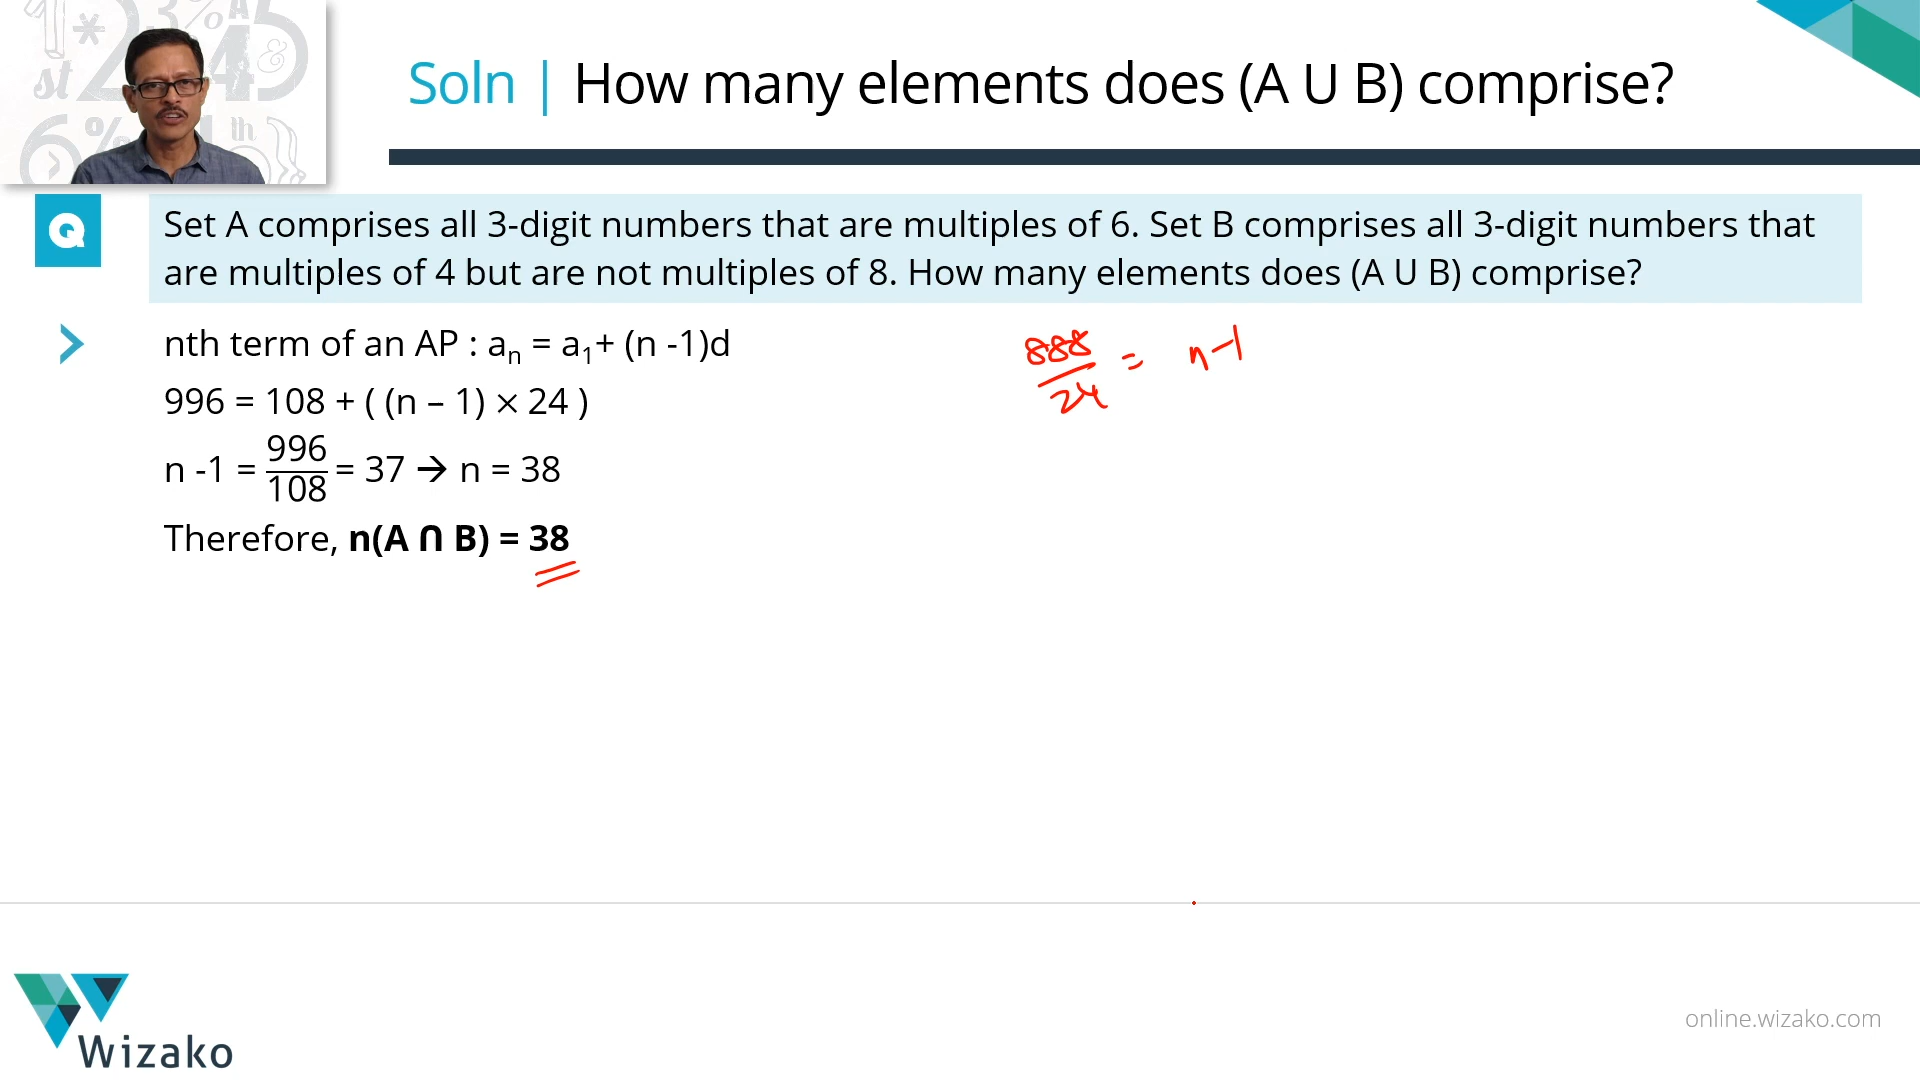 Soln | How many elements does (A U B) comprise?
Q
Set A comprises all 3-digit numbers that are multiples of 6. Set B comprises all 3-digit numbers that
are multiples of 4 but are not multiples of 8. How many elements does (A U B) comprise?
nth term of an AP : aₙ = a₁+ (n -1)d
888/24 = n-1
996 = 108 + ( (n – 1) × 24 )
n -1 = 996/108 = 37 → n = 38
Therefore, n(A ∩ B) = 38
Wizako
online.wizako.com